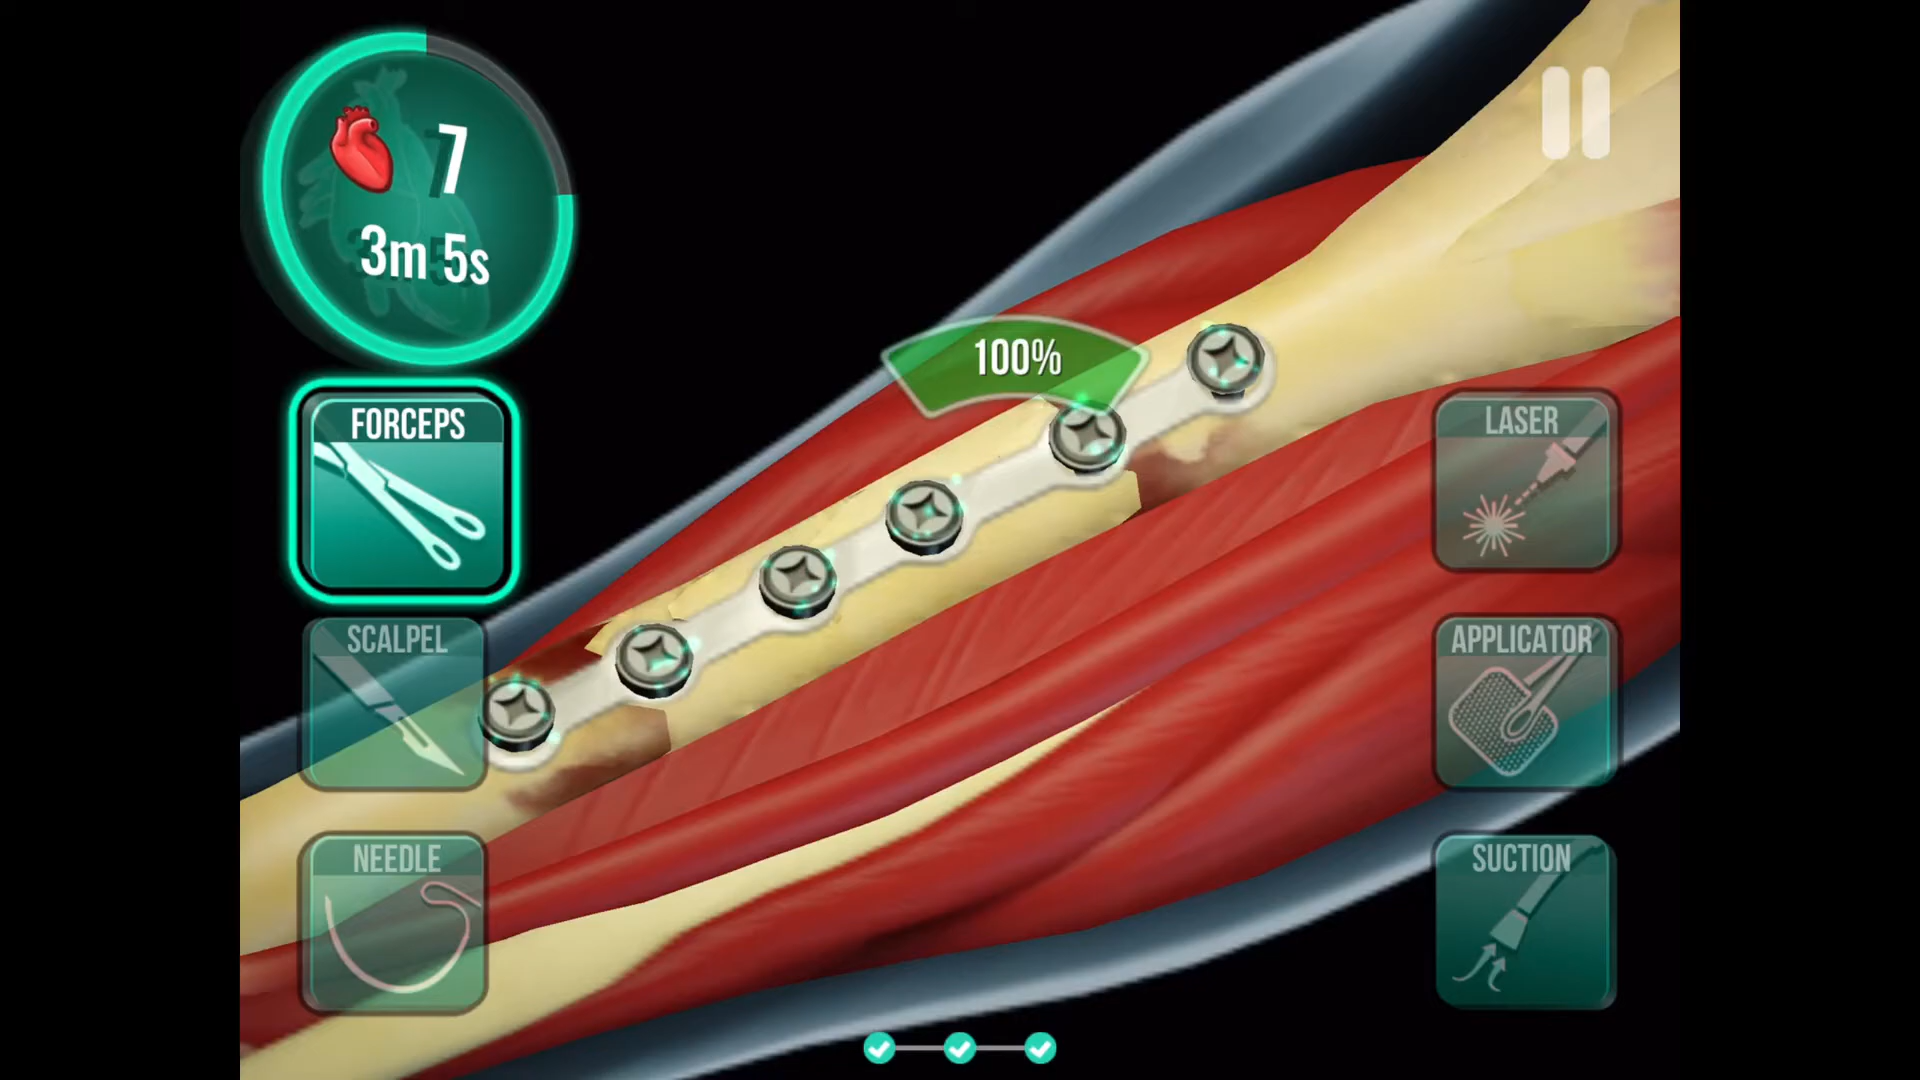 7
3m 5s
100%
FORCEPS
LASER
SCALPEL
APPLICATOR
NEEDLE
SUCTION